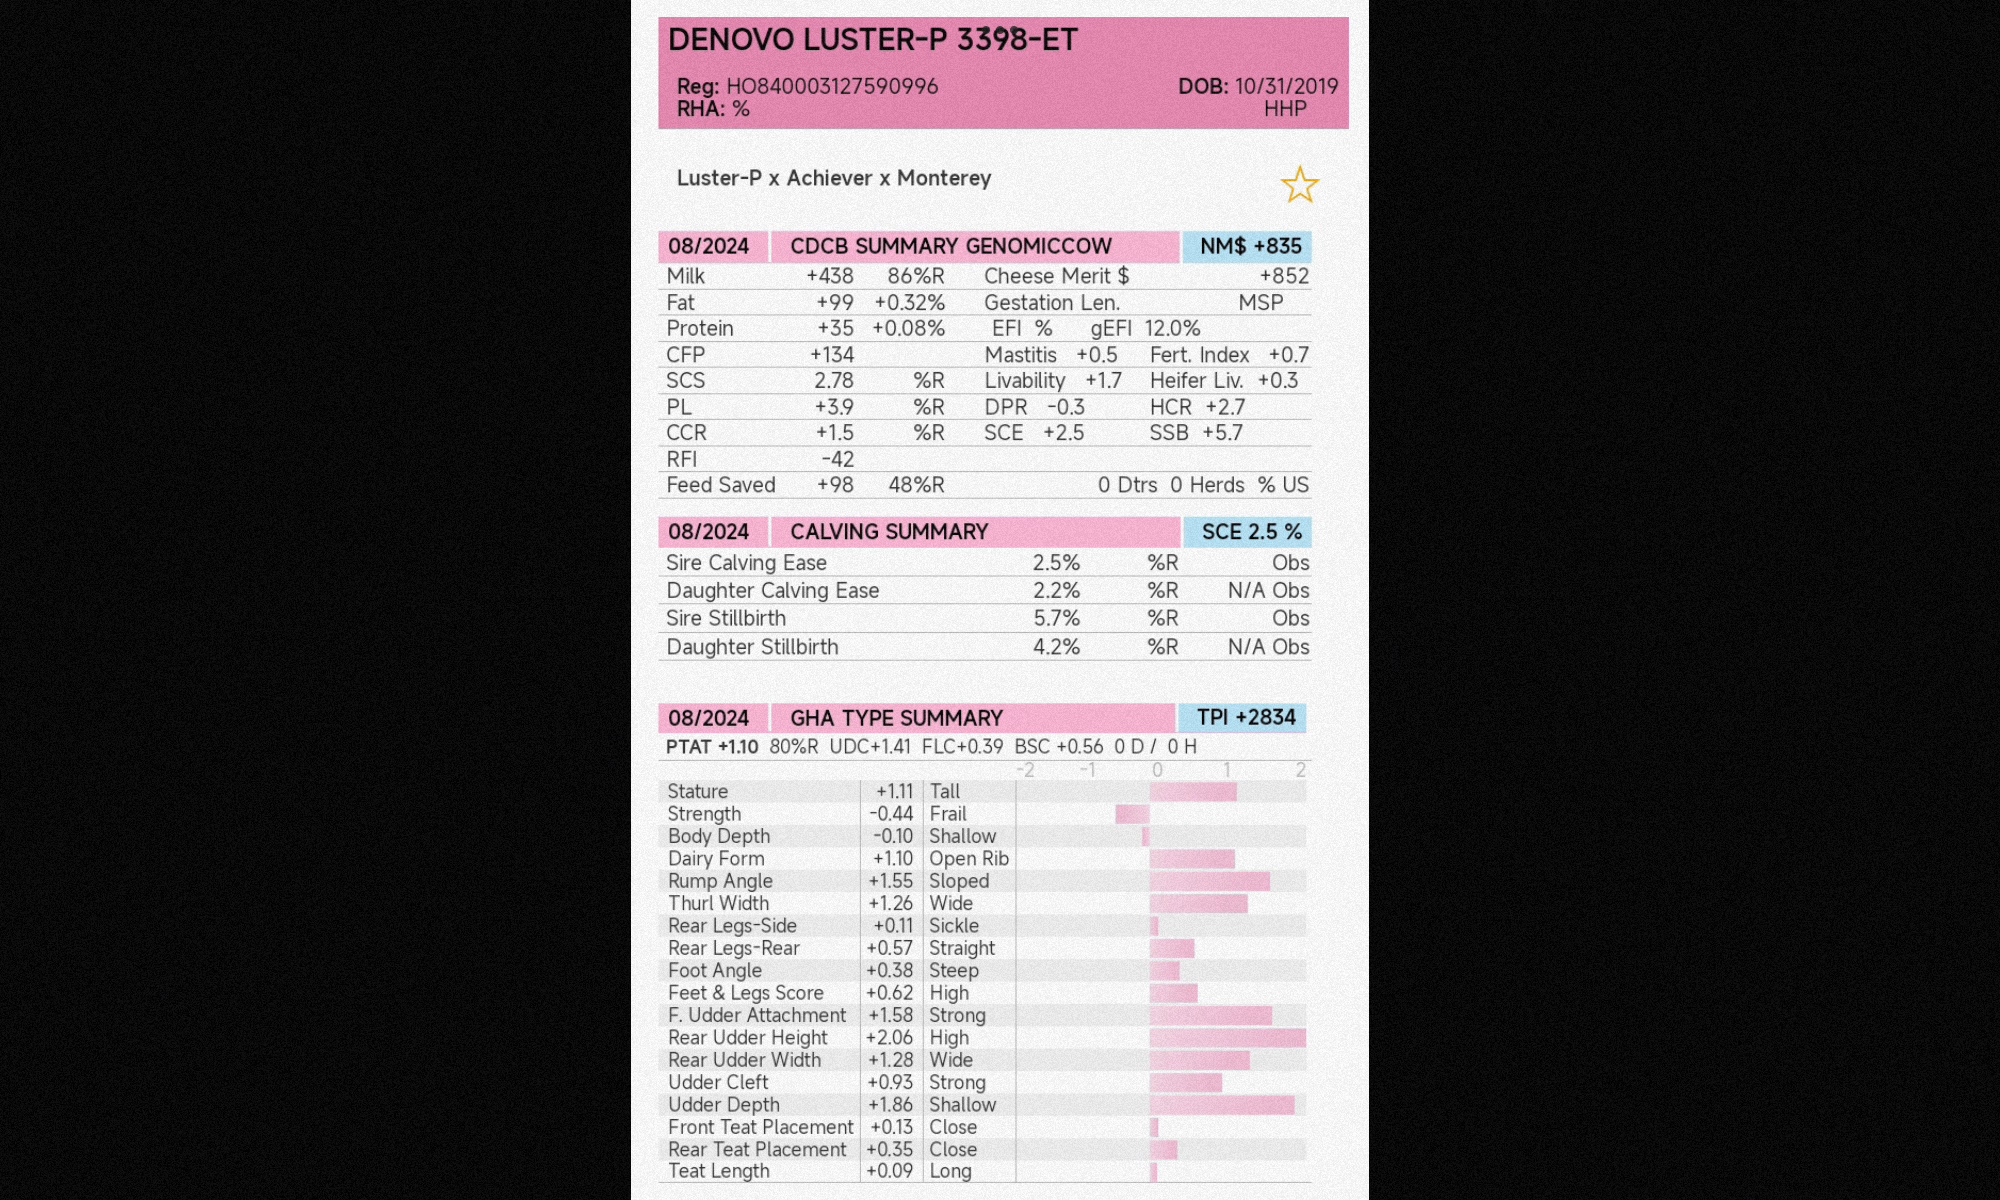 DENOVO LUSTER-P 3398-ET
Reg: HO840003127590996 DOB: 10/31/2019
RHA: % HHP
Luster-P x Achiever x Monterey
08/2024 CDCB SUMMARY GENOMICCOW NM$ +835
Milk +438 86%R Cheese Merit $ +852
Fat +99 +0.32% Gestation Len. MSP
Protein +35 +0.08% EFI % gEFI 12.0%
CFP +134 Mastitis +0.5 Fert. Index +0.7
SCS 2.78 %R Livability +1.7 Heifer Liv. +0.3
PL +3.9 %R DPR -0.3 HCR +2.7
CCR +1.5 %R SCE +2.5 SSB +5.7
RFI -42
Feed Saved +98 48%R 0 Dtrs 0 Herds % US
08/2024 CALVING SUMMARY SCE 2.5 %
Sire Calving Ease 2.5% %R Obs
Daughter Calving Ease 2.2% %R N/A Obs
Sire Stillbirth 5.7% %R Obs
Daughter Stillbirth 4.2% %R N/A Obs
08/2024 GHA TYPE SUMMARY TPI +2834
PTAT +1.10 80%R UDC+1.41 FLC+0.39 BSC +0.56 0 D / 0 H
-2 -1 0 1 2
Stature +1.11 Tall
Strength -0.44 Frail
Body Depth -0.10 Shallow
Dairy Form +1.10 Open Rib
Rump Angle +1.55 Sloped
Thurl Width +1.26 Wide
Rear Legs-Side +0.11 Sickle
Rear Legs-Rear +0.57 Straight
Foot Angle +0.38 Steep
Feet & Legs Score +0.62 High
F. Udder Attachment +1.58 Strong
Rear Udder Height +2.06 High
Rear Udder Width +1.28 Wide
Udder Cleft +0.93 Strong
Udder Depth +1.86 Shallow
Front Teat Placement +0.13 Close
Rear Teat Placement +0.35 Close
Teat Length +0.09 Long